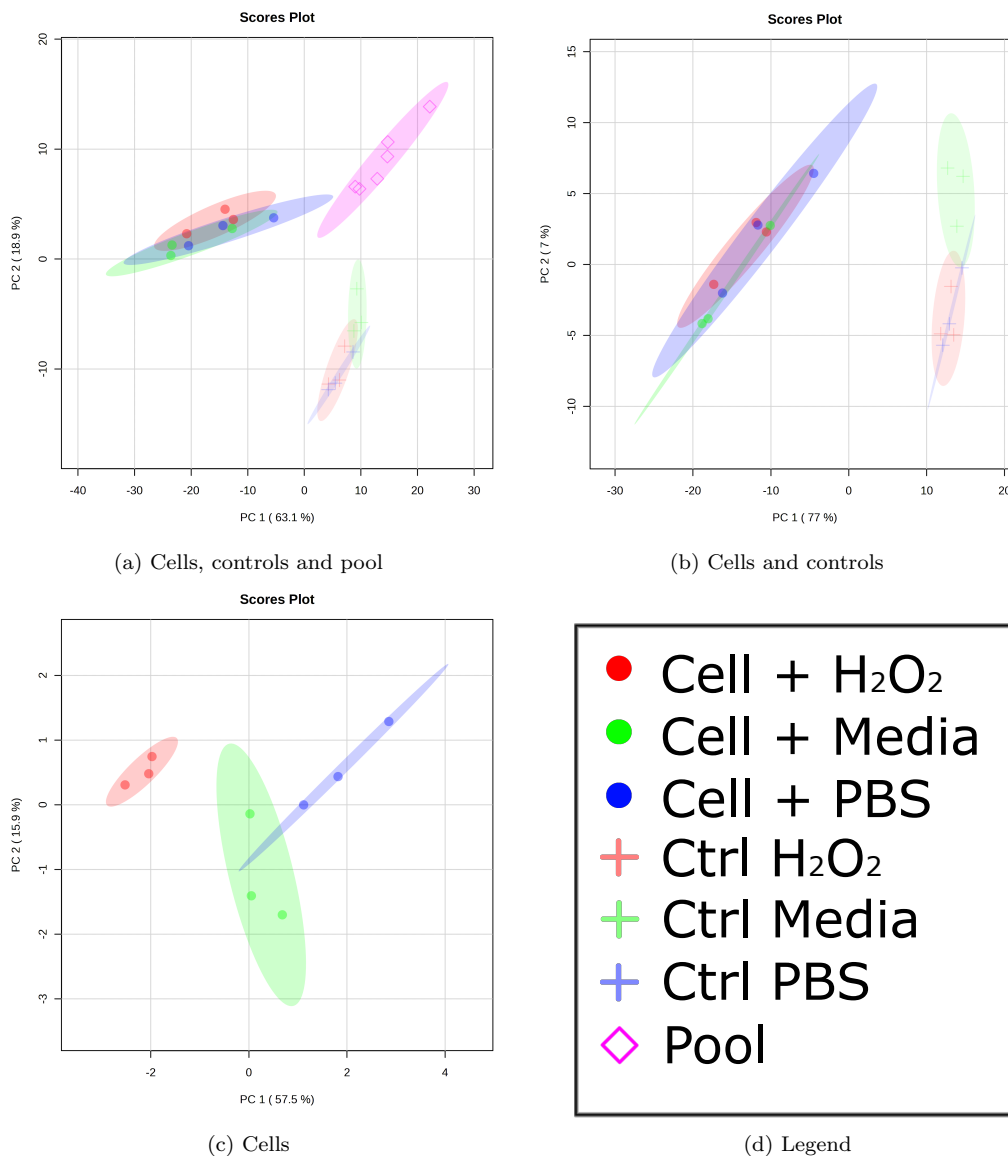 Scores Plot
20
10
0
-10
PC 2 ( 18.9 %)
-40 -30 -20 -10 0 10 20 30
PC 1 ( 63.1 %)
(a) Cells, controls and pool
Scores Plot
15
10
5
0
-5
-10
PC 2 ( 7 %)
-30 -20 -10 0 10 20
PC 1 ( 77 %)
(b) Cells and controls
Scores Plot
2
1
0
-1
-2
-3
PC 2 ( 15.9 %)
-2 0 2 4
PC 1 ( 57.5 %)
(c) Cells
Cell + H₂O₂
Cell + Media
Cell + PBS
Ctrl H₂O₂
Ctrl Media
Ctrl PBS
Pool
(d) Legend